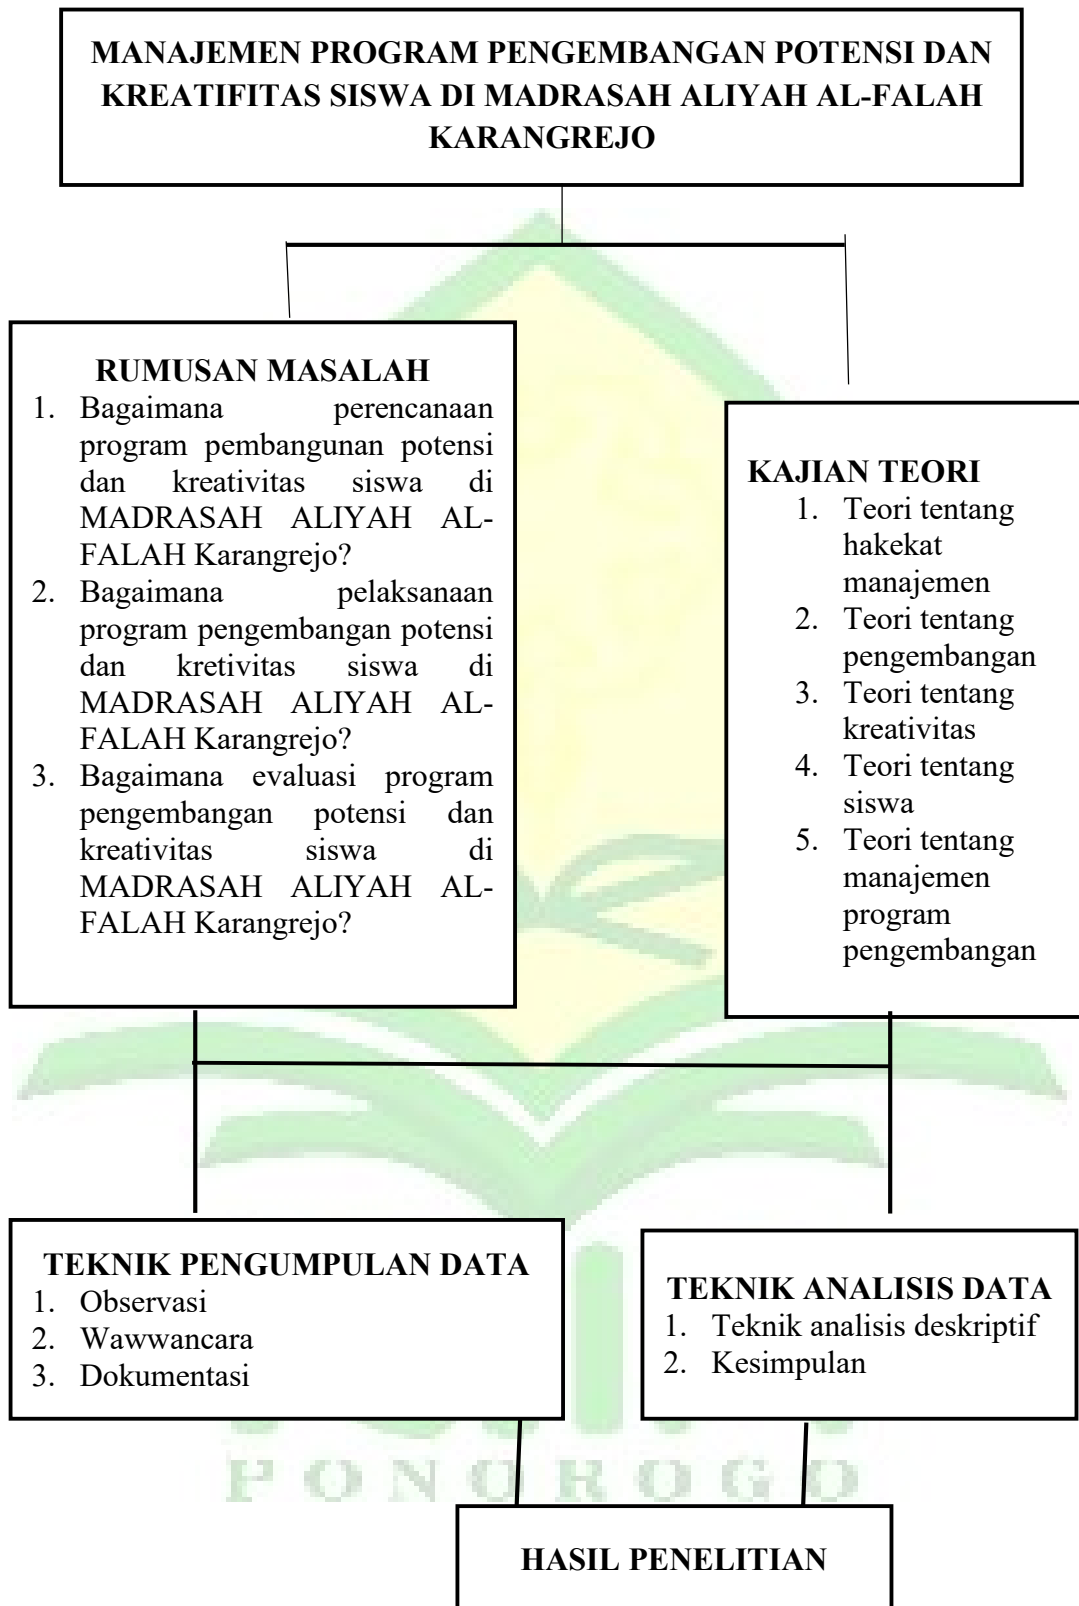 MANAJEMEN PROGRAM PENGEMBANGAN POTENSI DAN
KREATIFITAS SISWA DI MADRASAH ALIYAH AL-FALAH
KARANGREJO
RUMUSAN MASALAH
1. Bagaimana perencanaan
program pembangunan potensi
dan kreativitas siswa di
MADRASAH ALIYAH AL-
FALAH Karangrejo?
2. Bagaimana pelaksanaan
program pengembangan potensi
dan kretivitas siswa di
MADRASAH ALIYAH AL-
FALAH Karangrejo?
3. Bagaimana evaluasi program
pengembangan potensi dan
kreativitas siswa di
MADRASAH ALIYAH AL-
FALAH Karangrejo?
KAJIAN TEORI
1. Teori tentang
hakekat
manajemen
2. Teori tentang
pengembangan
3. Teori tentang
kreativitas
4. Teori tentang
siswa
5. Teori tentang
manajemen
program
pengembangan
TEKNIK PENGUMPULAN DATA
1. Observasi
2. Wawwancara
3. Dokumentasi
TEKNIK ANALISIS DATA
1. Teknik analisis deskriptif
2. Kesimpulan
PONOROGO
HASIL PENELITIAN